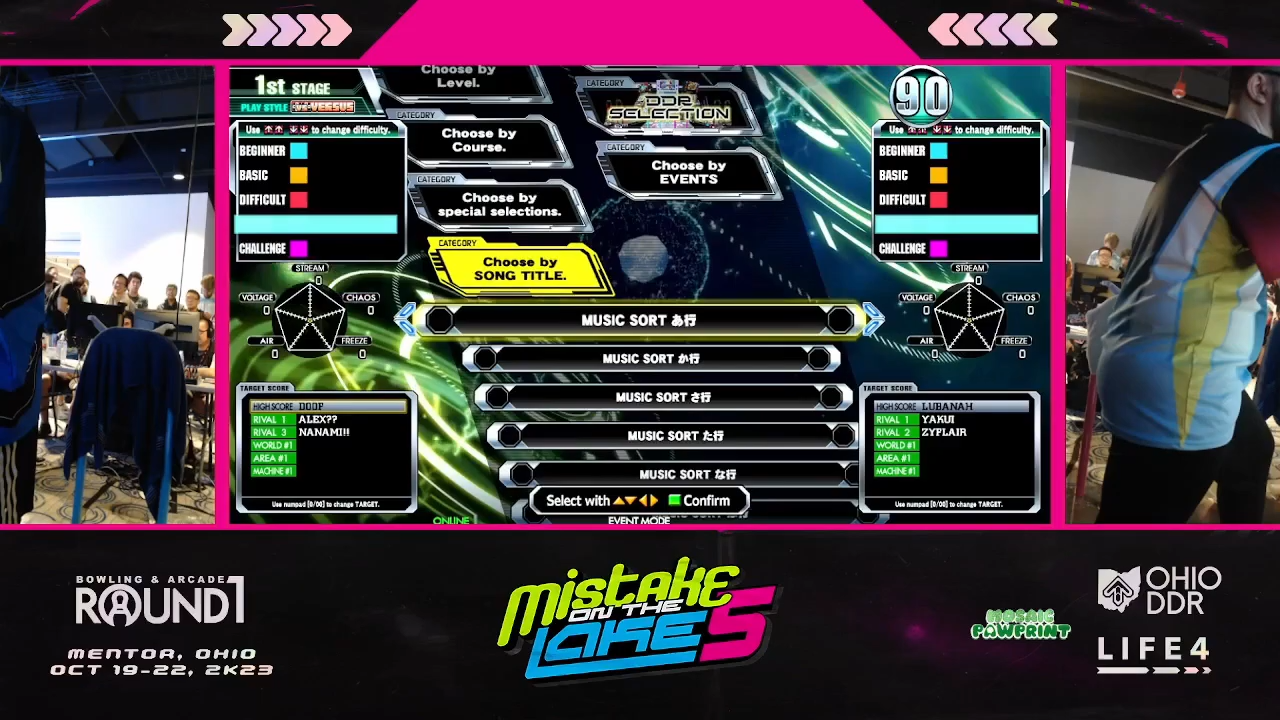 1st STAGE
PLAY STYLE VERSUS
Choose by
Level.
CATEGORY
Choose by
Course.
CATEGORY
Choose by
special selections.
CATEGORY
Choose by
SONG TITLE.
CATEGORY
DDR
SELECTION
CATEGORY
Choose by
EVENTS
90
Use to change difficulty.
BEGINNER
BASIC
DIFFICULT
CHALLENGE
STREAM
0
VOLTAGE
0
CHAOS
0
AIR
0
FREEZE
0
TARGET SCORE
HIGH SCORE DOOF
RIVAL 1 ALEX??
RIVAL 3 NANAMI!!
WORLD #1
AREA #1
MACHINE #1
Use numpad [0/00] to change TARGET.
MUSIC SORT あ行
MUSIC SORT か行
MUSIC SORT さ行
MUSIC SORT た行
MUSIC SORT な行
Select with Confirm
ONLINE
EVENT MODE
Use to change difficulty.
BEGINNER
BASIC
DIFFICULT
CHALLENGE
STREAM
0
VOLTAGE
0
CHAOS
0
AIR
0
FREEZE
0
TARGET SCORE
HIGH SCORE LUBANAH
RIVAL 1 YAKUI
RIVAL 2 ZYFLAIR
WORLD #1
AREA #1
MACHINE #1
Use numpad [0/00] to change TARGET.
BOWLING & ARCADE
ROUND1
MENTOR, OHIO
OCT 19-22, 2K23
MISTAKE
ON THE
LAKE 5
MOSAIC
PAWPRINT
OHIO
DDR
LIFE4